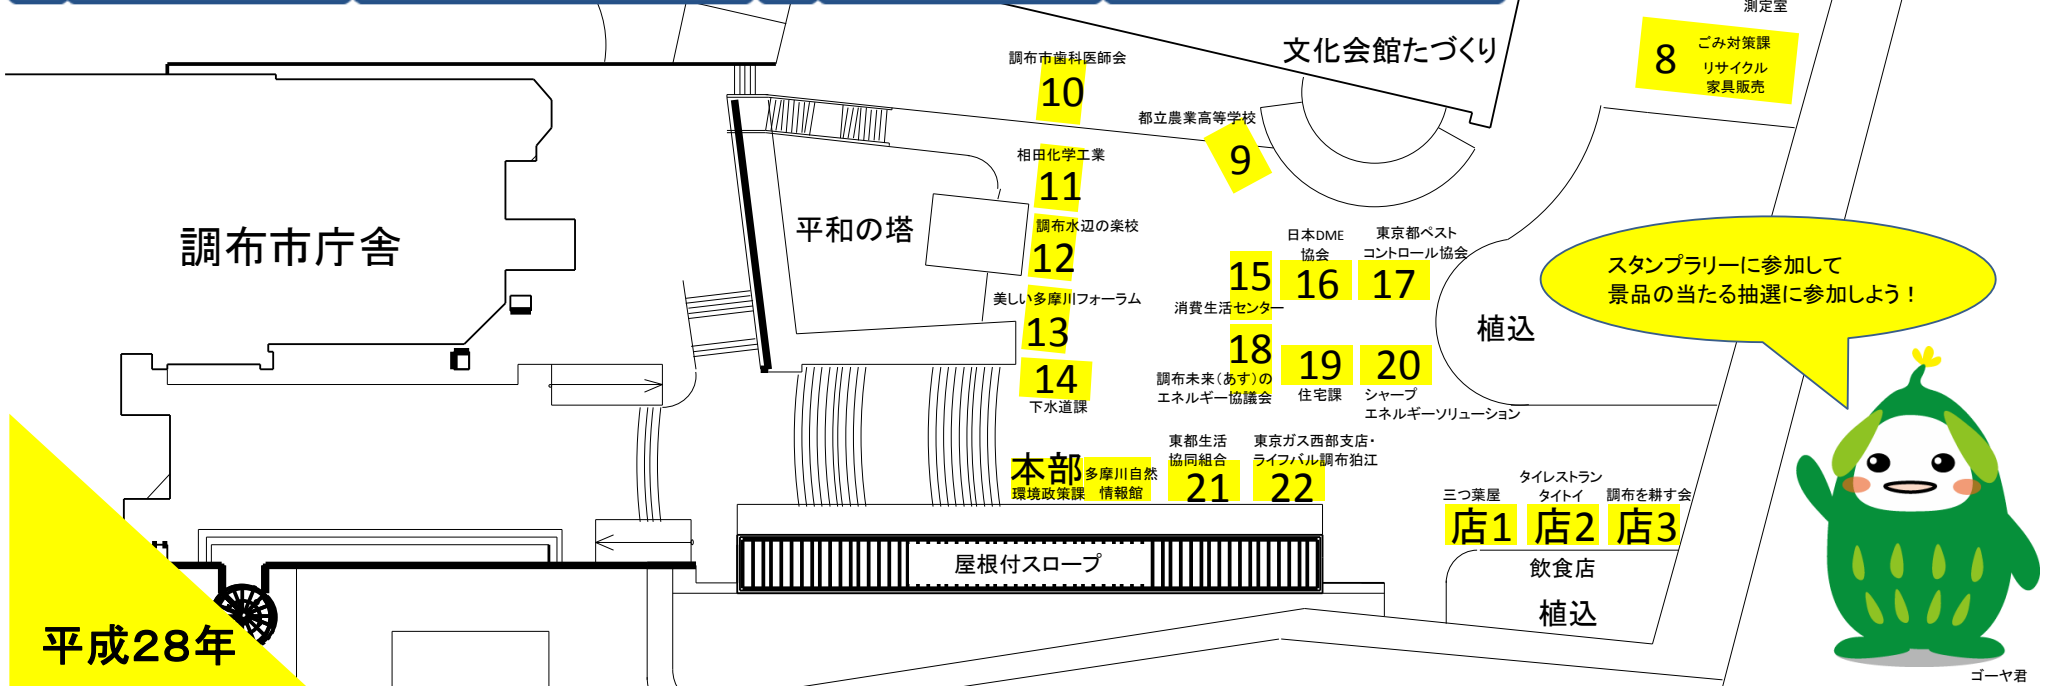 測定室
文化会館たづくり
8
ごみ対策課
リサイクル
家具販売
調布市歯科医師会
10
都立農業高等学校
9
相田化学工業
11
調布市庁舎
平和の塔
調布水辺の楽校
12
美しい多摩川フォーラム
13
14
下水道課
15
消費生活センター
日本DME
協会
16
東京都ペスト
コントロール協会
17
18
調布未来(あす)の
エネルギー協議会
19
住宅課
20
シャープ
エネルギーソリューション
植込
スタンプラリーに参加して
景品の当たる抽選に参加しよう!
本部
環境政策課
多摩川自然
情報館
東都生活
協同組合
21
東京ガス西部支店・
ライフバル調布狛江
22
三つ葉屋
店1
タイレストラン
タイトイ
店2
調布を耕す会
店3
飲食店
植込
屋根付スロープ
平成28年
ゴーヤ君